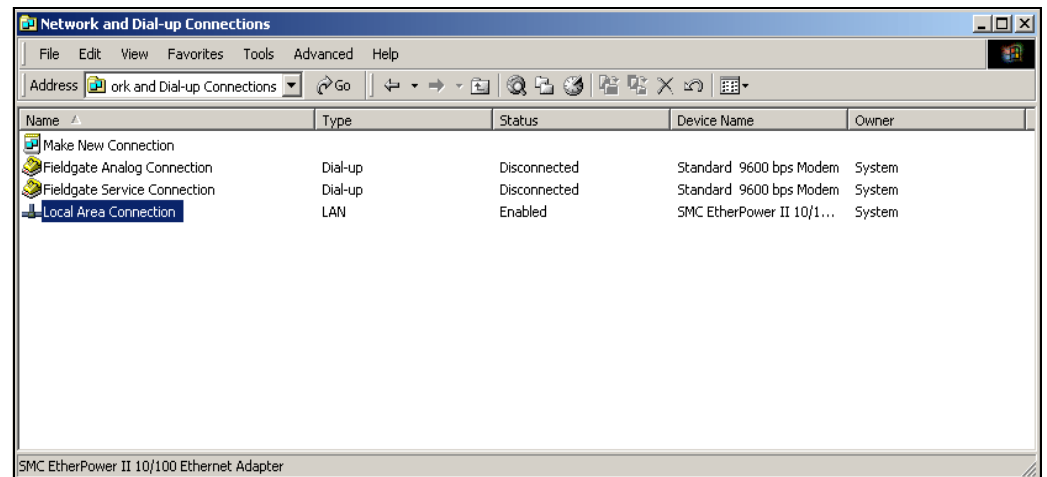 Network and Dial-up Connections
File Edit View Favorites Tools Advanced Help
Address ork and Dial-up Connections Go
Name Type Status Device Name Owner
Make New Connection
Fieldgate Analog Connection Dial-up Disconnected Standard 9600 bps Modem System
Fieldgate Service Connection Dial-up Disconnected Standard 9600 bps Modem System
Local Area Connection LAN Enabled SMC EtherPower II 10/1... System
SMC EtherPower II 10/100 Ethernet Adapter